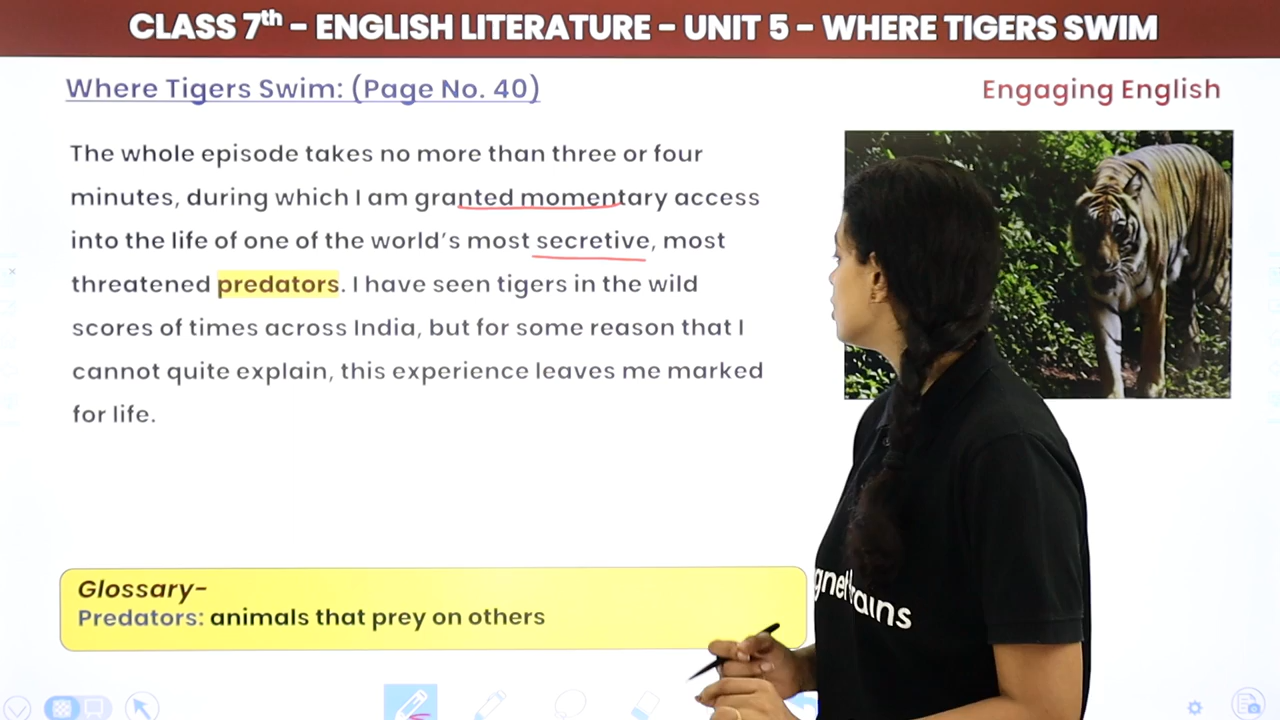 CLASS 7th - ENGLISH LITERATURE - UNIT 5 - WHERE TIGERS SWIM
Where Tigers Swim: (Page No. 40)
Engaging English
The whole episode takes no more than three or four
minutes, during which I am granted momentary access
into the life of one of the world's most secretive, most
threatened predators. I have seen tigers in the wild
scores of times across India, but for some reason that I
cannot quite explain, this experience leaves me marked
for life.
Glossary-
Predators: animals that prey on others